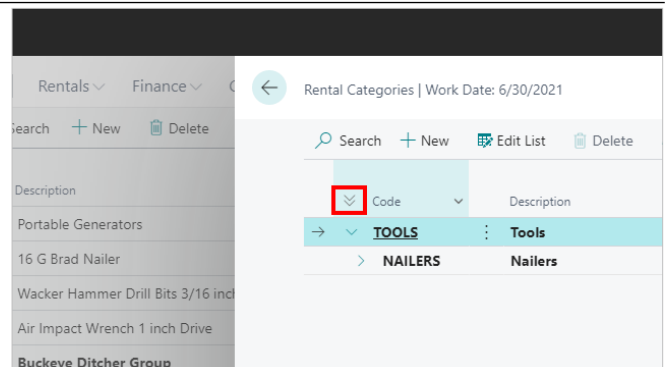 Rentals Finance
Rental Categories | Work Date: 6/30/2021
Search + New Delete
Search + New Edit List Delete
Description
Code Description
Portable Generators
TOOLS Tools
16 G Brad Nailer
NAILERS Nailers
Wacker Hammer Drill Bits 3/16 inch
Air Impact Wrench 1 inch Drive
Buckeye Ditcher Group